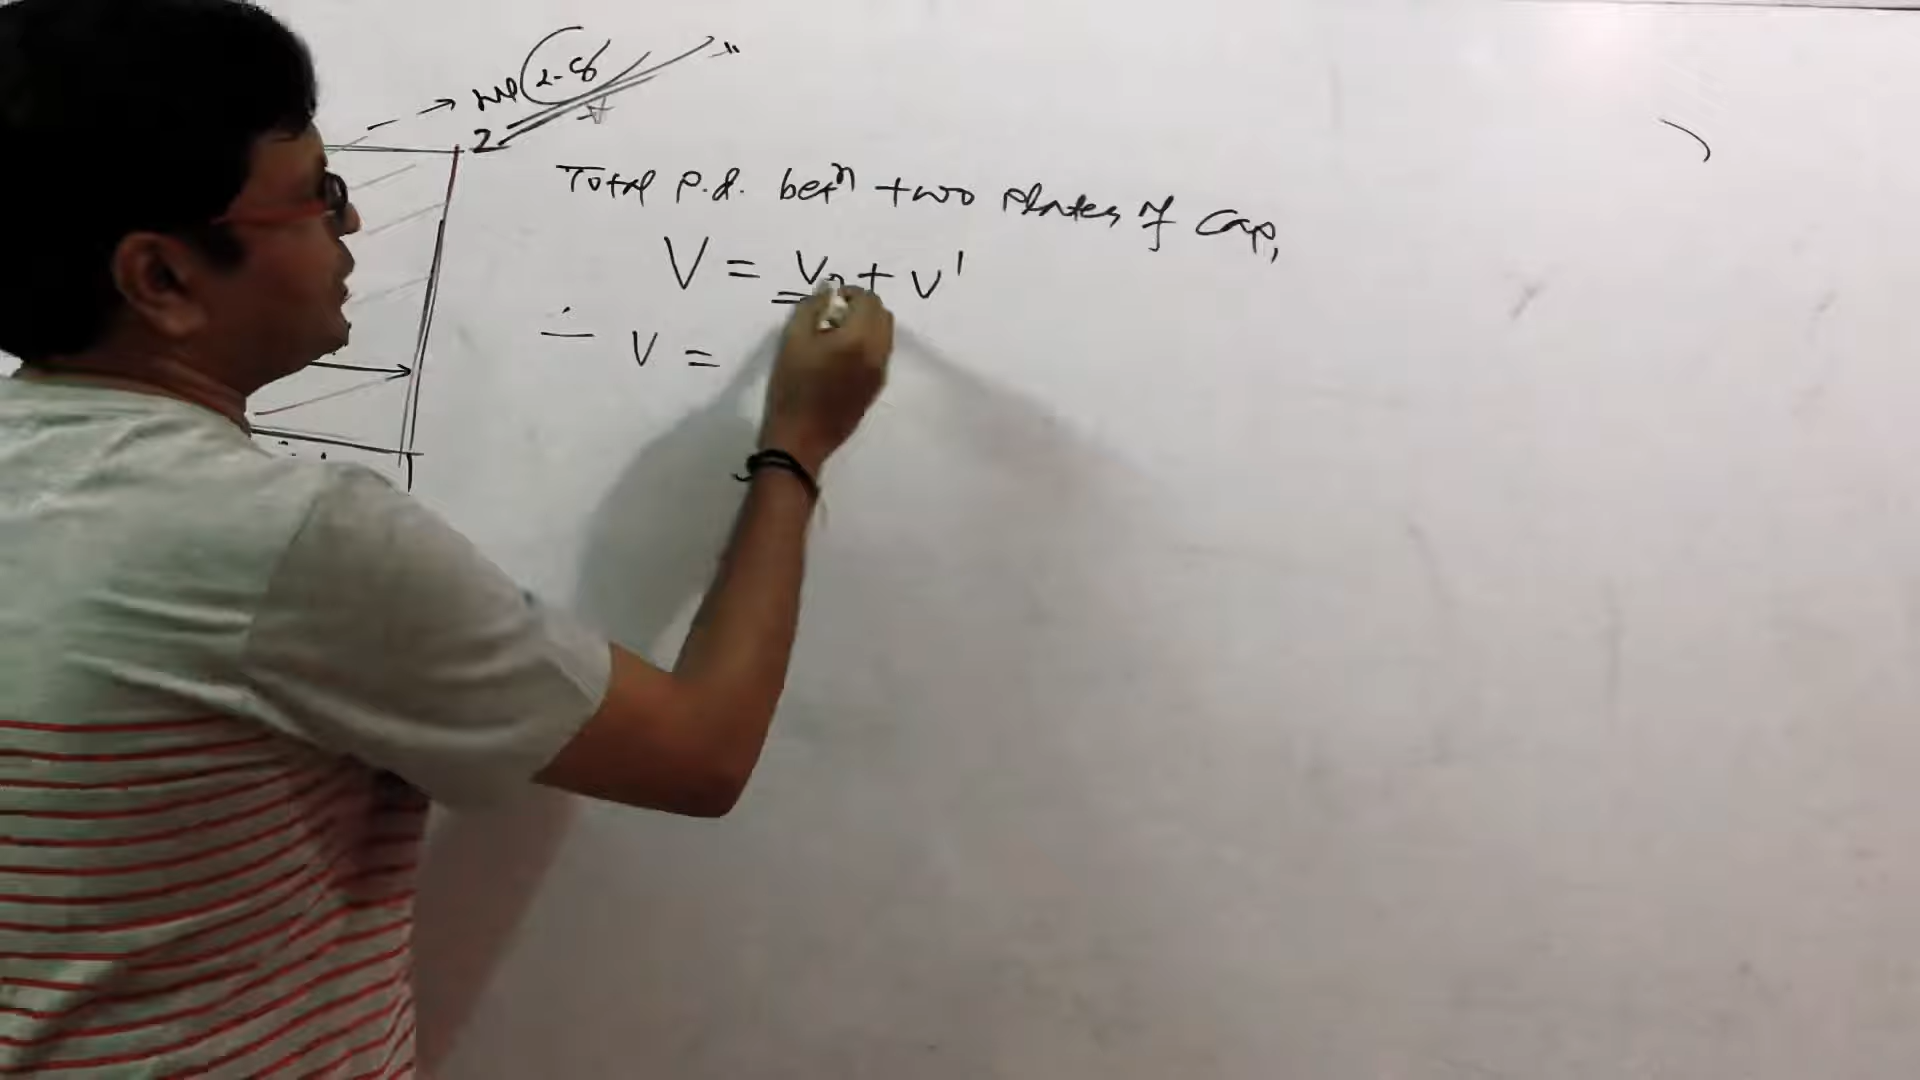 2
Total P.d. betⁿ two plates of Cap,
V = V₀ + V'
∴ V =